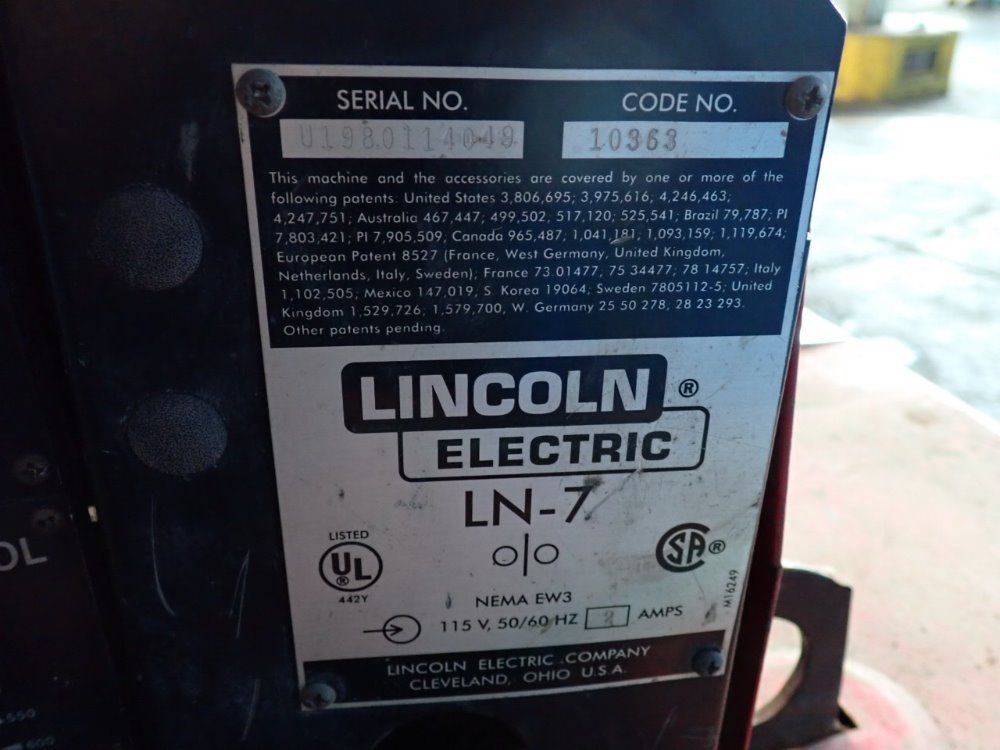 SERIAL NO. CODE NO.
U1980114049 10363
This machine and the accessories are covered by one or more of the
following patents: United States 3,806,695; 3,975,616; 4,246,463;
4,247,751; Australia 467,447; 499,502, 517,120; 525,541; Brazil 79,787; PI
7,803,421; PI 7,905,509, Canada 965,487; 1,041,181, 1,093,159; 1,119,674;
European Patent 8527 (France, West Germany, United Kingdom,
Netherlands, Italy, Sweden); France 73.01477, 75 34477; 78 14757; Italy
1,102,505; Mexico 147,019, S. Korea 19064; Sweden 7805112-5; United
Kingdom 1,529,726, 1,579,700, W. Germany 25 50 278, 28 23 293.
Other patents pending.
LINCOLN ®
ELECTRIC
LN-7
LISTED
UL ®
442Y
SA ®
NEMA EW3
115 V, 50/60 HZ 2 AMPS
M16249
LINCOLN ELECTRIC COMPANY
CLEVELAND, OHIO U.S.A.
OL
550
600